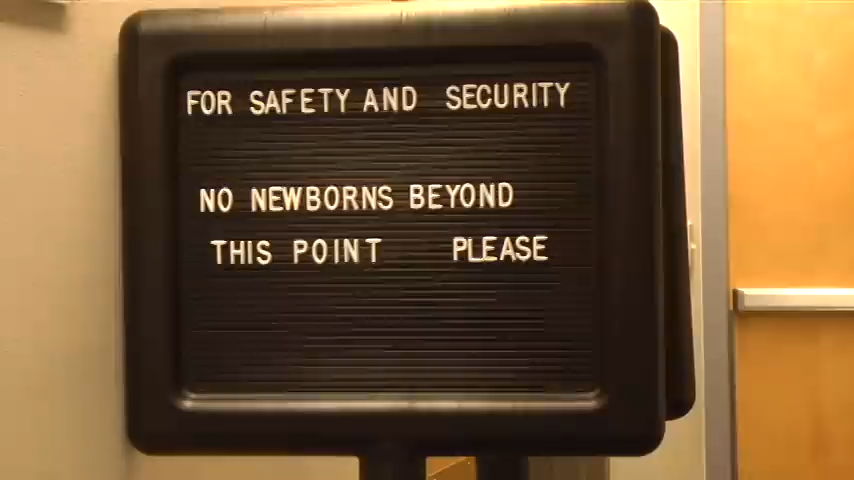 FOR SAFETY AND SECURITY
NO NEWBORNS BEYOND
THIS POINT PLEASE